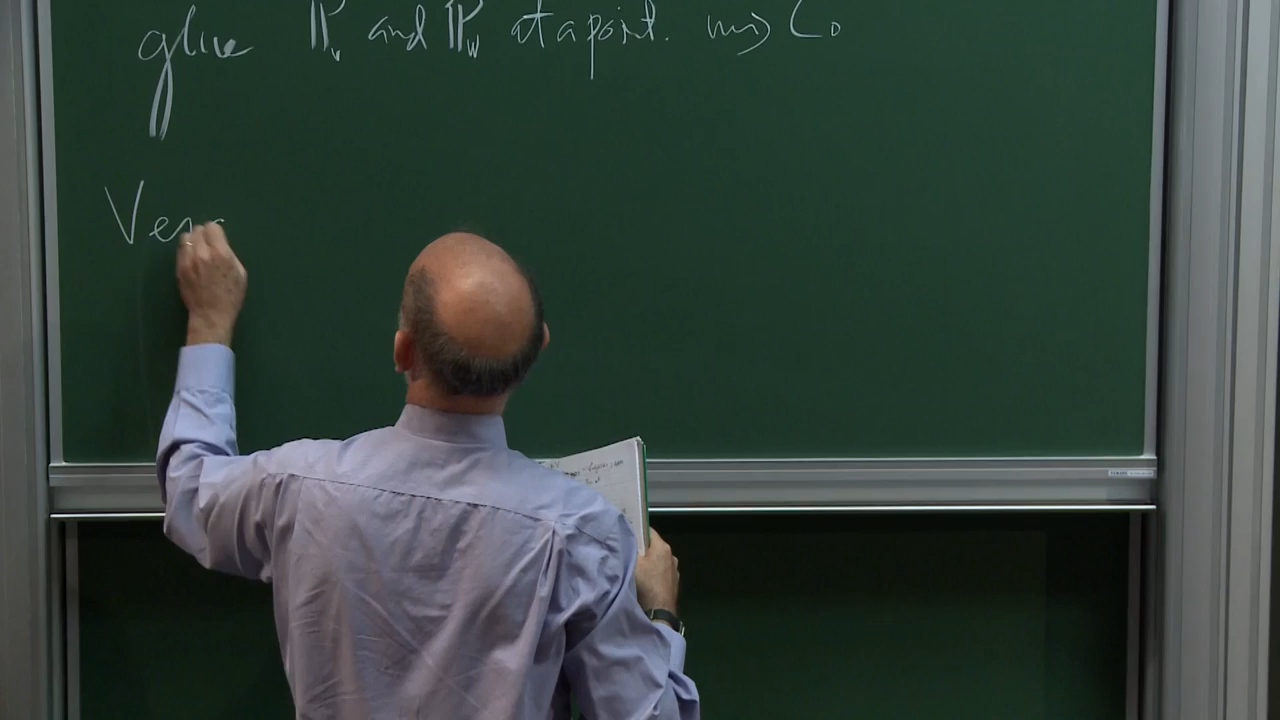 glue ℙ_v and ℙ_w at a point. ⇝ C₀
Ver